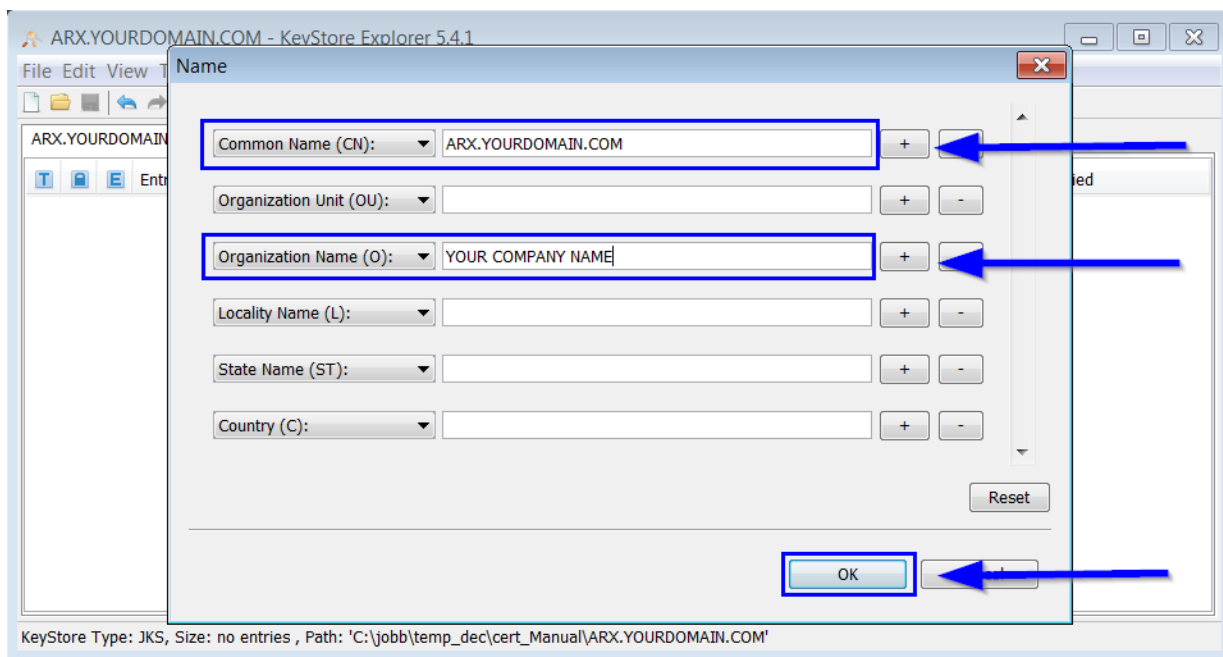 ARX.YOURDOMAIN.COM - KeyStore Explorer 5.4.1
File Edit View T
Name
ARX.YOURDOMAIN
Common Name (CN): ARX.YOURDOMAIN.COM + -
T E Entr ied
Organization Unit (OU): + -
Organization Name (O): YOUR COMPANY NAME + -
Locality Name (L): + -
State Name (ST): + -
Country (C): + -
Reset
OK
KeyStore Type: JKS, Size: no entries , Path: 'C:\jobb\temp_dec\cert_Manual\ARX.YOURDOMAIN.COM'